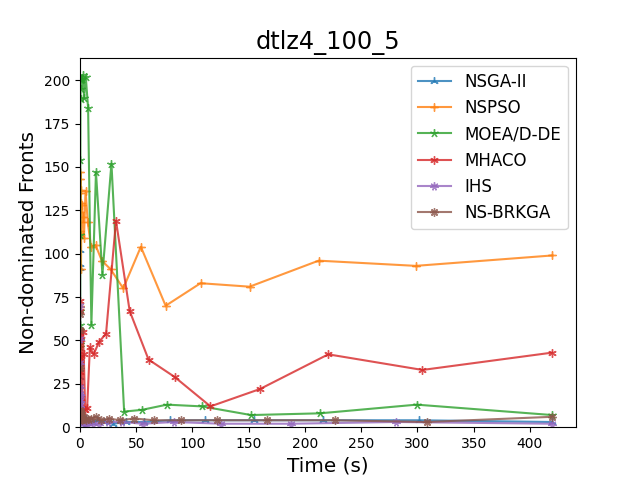 dtlz4_100_5
Non-dominated Fronts
200
175
150
125
100
75
50
25
0
NSGA-II
NSPSO
MOEA/D-DE
MHACO
IHS
NS-BRKGA
0 50 100 150 200 250 300 350 400
Time (s)